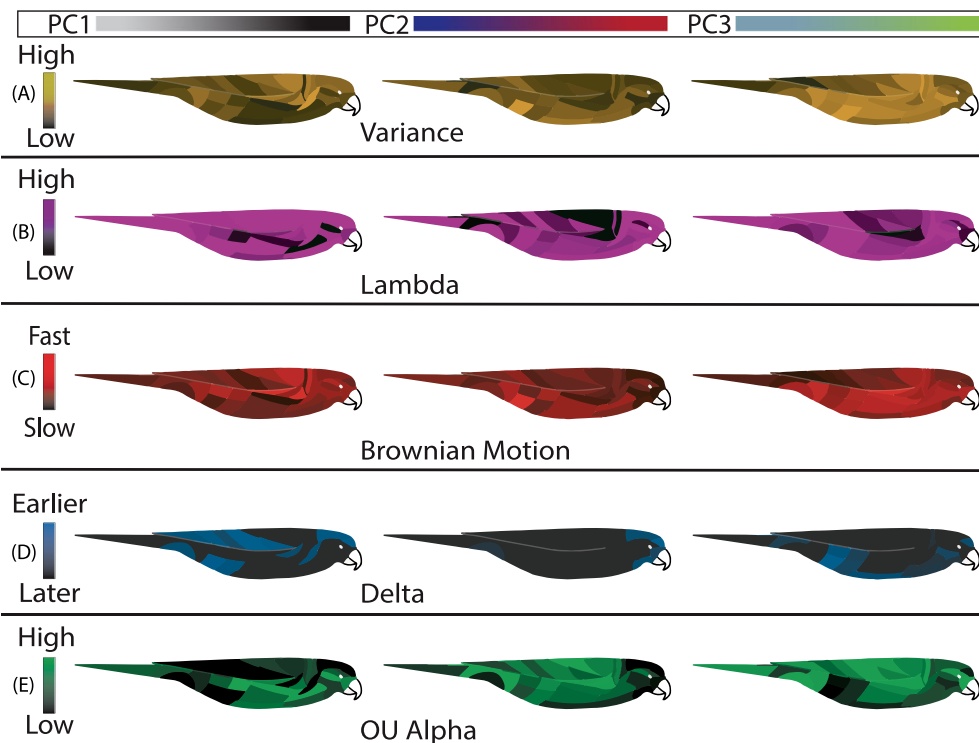 PC1 PC2 PC3
High
(A)
Low
Variance
High
(B)
Low
Lambda
Fast
(C)
Slow
Brownian Motion
Earlier
(D)
Later
Delta
High
(E)
Low
OU Alpha